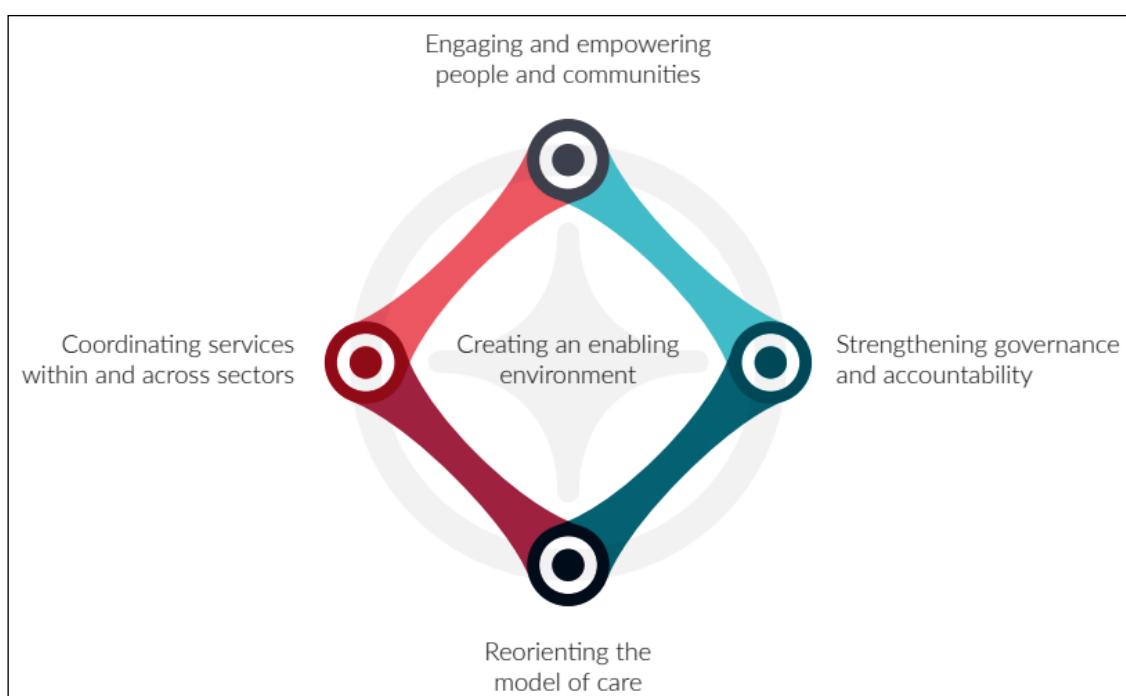 Engaging and empowering
people and communities
Coordinating services
within and across sectors
Creating an enabling
environment
Strengthening governance
and accountability
Reorienting the
model of care